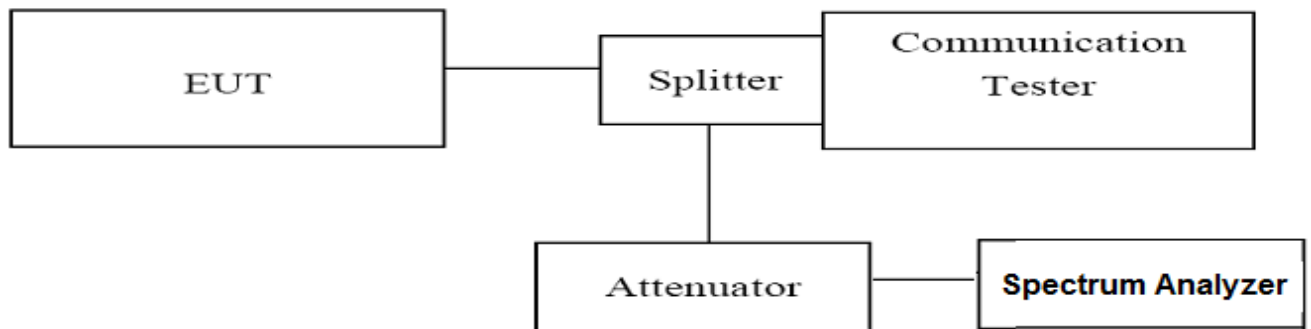 EUT
Splitter
Communication
Tester
Attenuator
Spectrum Analyzer